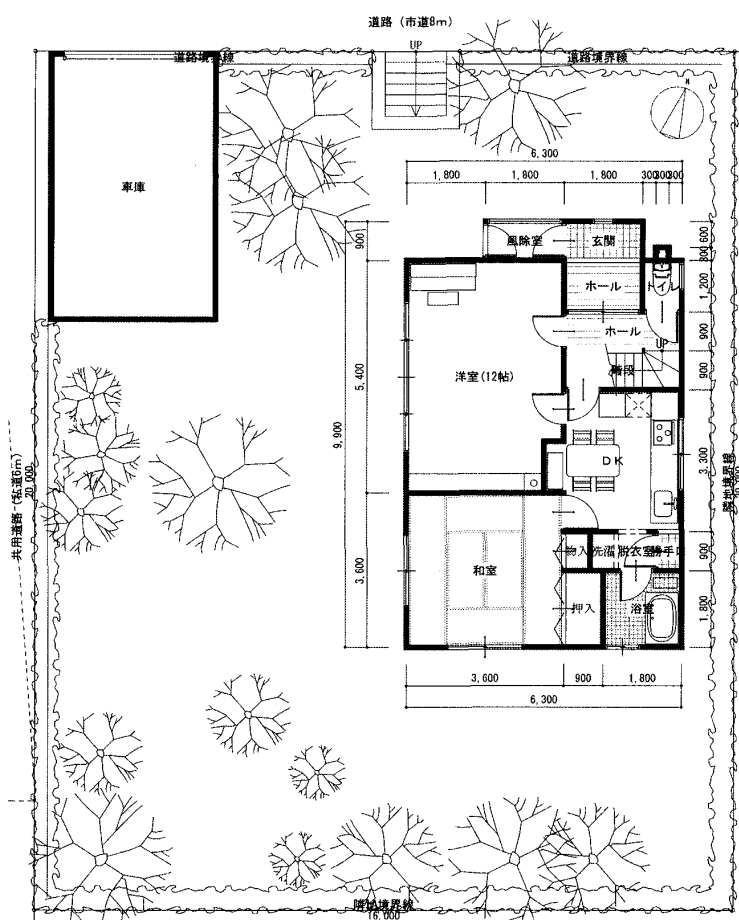 道路 (市道8m)
UP
道路境界線
道路境界線
N
6,300
1,800
1,800
1,800
300
300
300
車庫
900
風除室
玄関
600
300
ホール
トイレ
1,200
ホール
900
UP
階段
900
洋室(12帖)
5,400
9,900
DK
3,300
共用道路-(私道6m)
20,000
隣地境界線
和室
物入
洗濯
脱衣室
勝手口
900
3,600
押入
浴室
1,800
3,600
900
1,800
6,300
隣地境界線
16,000